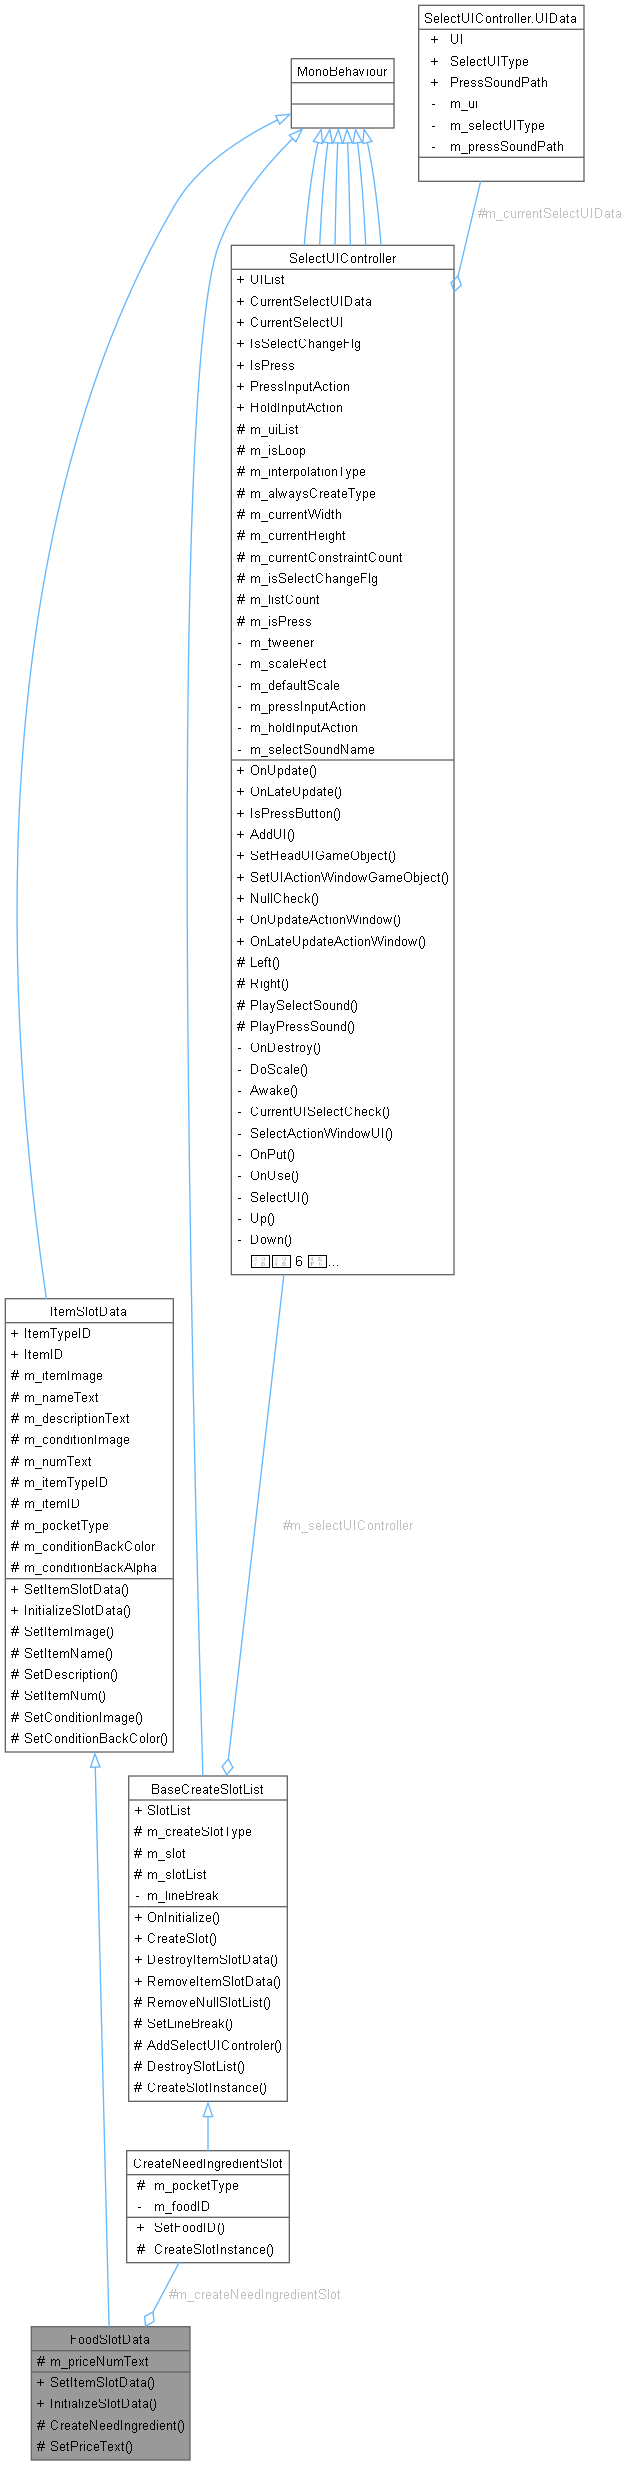 SelectUIController.UIData
+ UI
+ SelectUIType
+ PressSoundPath
- m_ui
- m_selectUIType
- m_pressSoundPath
MonoBehaviour
#m_currentSelectUIData
SelectUIController
+ UIList
+ CurrentSelectUIData
+ CurrentSelectUI
+ IsSelectChangeFlg
+ IsPress
+ PressInputAction
+ HoldInputAction
# m_uiList
# m_isLoop
# m_interpolationType
# m_alwaysCreateType
# m_currentWidth
# m_currentHeight
# m_currentConstraintCount
# m_isSelectChangeFlg
# m_listCount
# m_isPress
- m_tweener
- m_scaleRect
- m_defaultScale
- m_pressInputAction
- m_holdInputAction
- m_selectSoundName
+ OnUpdate()
+ OnLateUpdate()
+ IsPressButton()
+ AddUI()
+ SetHeadUIGameObject()
+ SetUIActionWindowGameObject()
+ NullCheck()
+ OnUpdateActionWindow()
+ OnLateUpdateActionWindow()
# Left()
# Right()
# PlaySelectSound()
# PlayPressSound()
- OnDestroy()
- DoScale()
- Awake()
- CurrentUISelectCheck()
- SelectActionWindowUI()
- OnPut()
- OnUse()
- SelectUI()
- Up()
- Down()
6 ...
ItemSlotData
+ ItemTypeID
+ ItemID
# m_itemImage
# m_nameText
# m_descriptionText
# m_conditionImage
# m_numText
# m_itemTypeID
# m_itemID
# m_pocketType
# m_conditionBackColor
# m_conditionBackAlpha
+ SetItemSlotData()
+ InitializeSlotData()
# SetItemImage()
# SetItemName()
# SetDescription()
# SetItemNum()
# SetConditionImage()
# SetConditionBackColor()
#m_selectUIController
BaseCreateSlotList
+ SlotList
# m_createSlotType
# m_slot
# m_slotList
- m_lineBreak
+ OnInitialize()
+ CreateSlot()
+ DestroyItemSlotData()
+ RemoveItemSlotData()
# RemoveNullSlotList()
# SetLineBreak()
# AddSelectUIControler()
# DestroySlotList()
# CreateSlotInstance()
CreateNeedIngredientSlot
# m_pocketType
- m_foodID
+ SetFoodID()
# CreateSlotInstance()
#m_createNeedIngredientSlot
FoodSlotData
# m_priceNumText
+ SetItemSlotData()
+ InitializeSlotData()
# CreateNeedIngredient()
# SetPriceText()